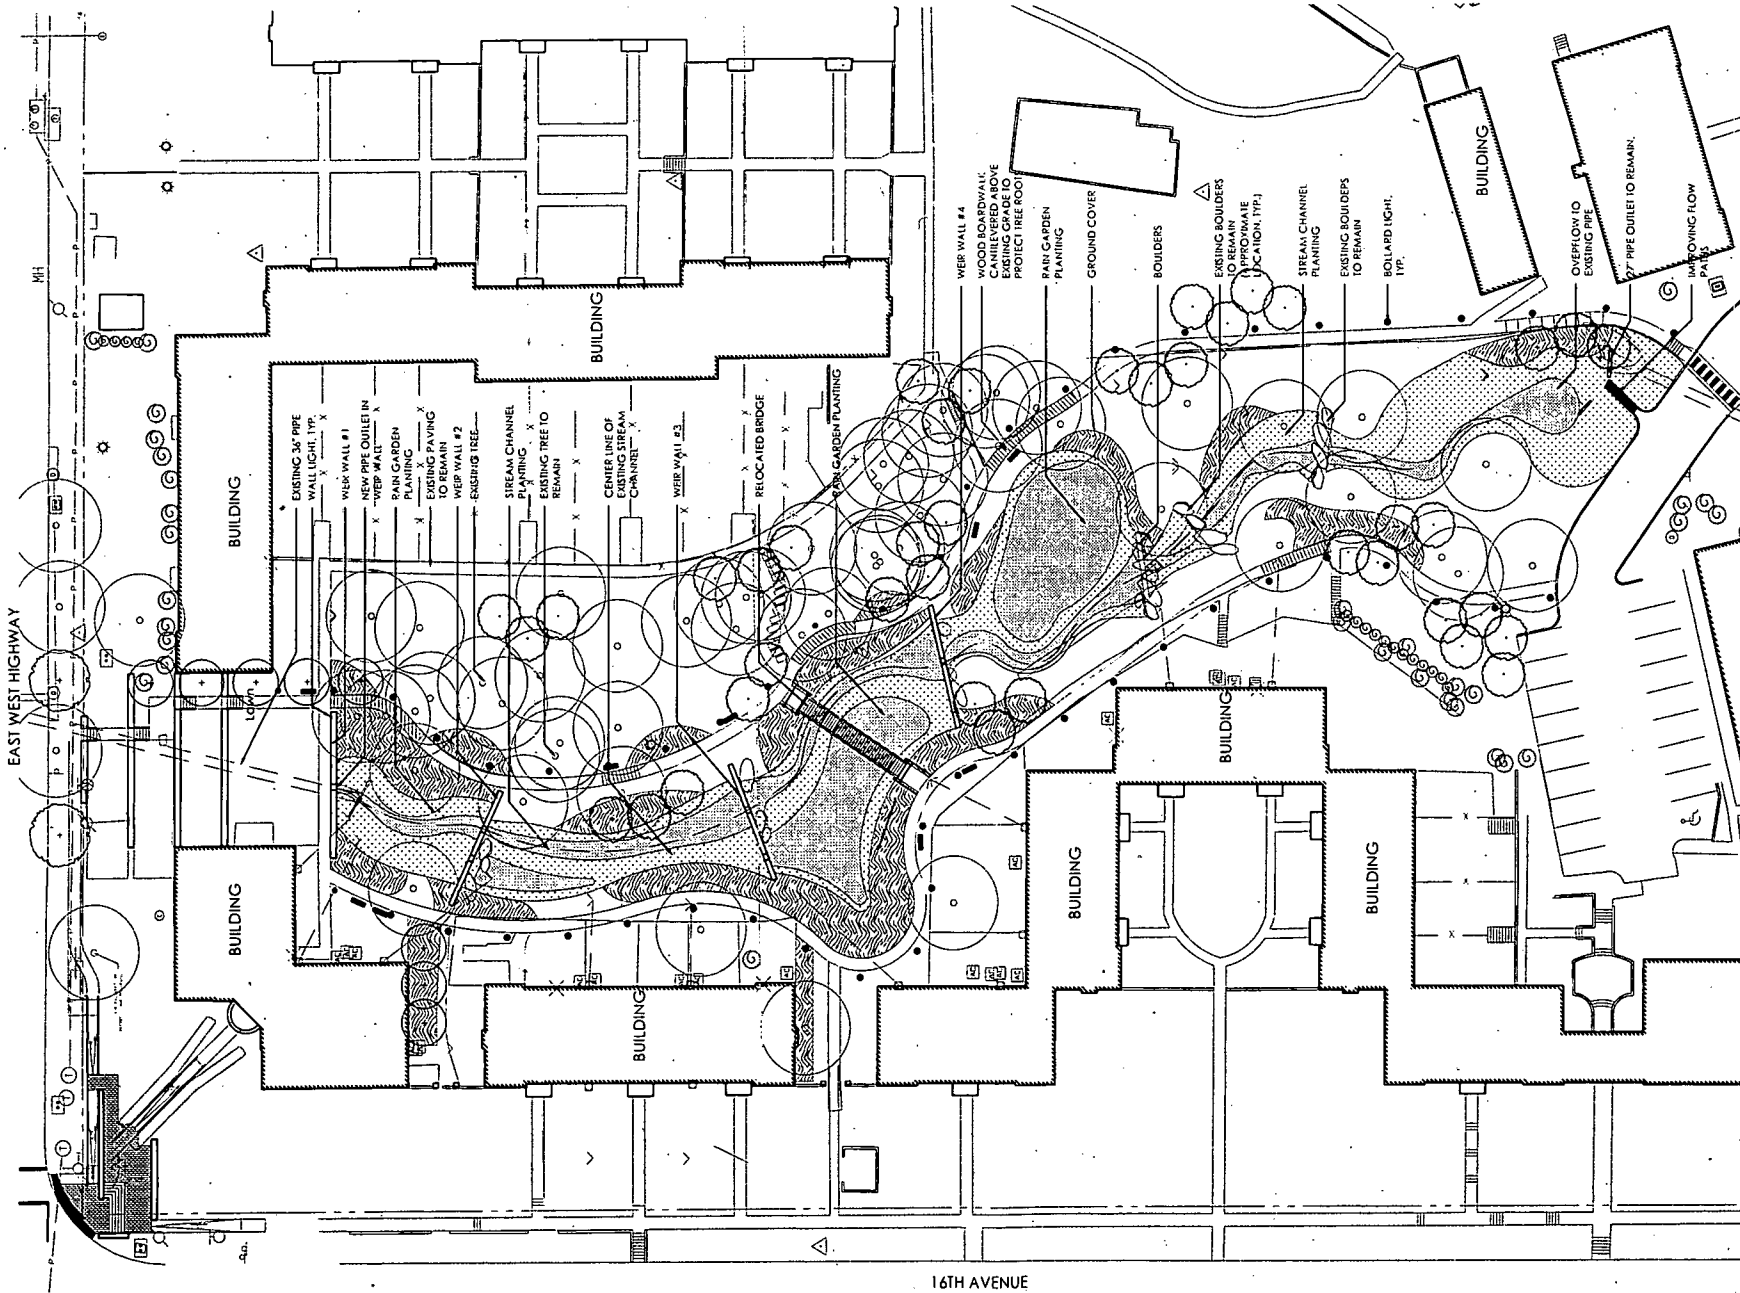 EAST WEST HIGHWAY
MH
BUILDING
BUILDING
BUILDING
BUILDING
BUILDING
BUILDING
BUILDING
BUILDING
BUILDING
Lawn
EXISTING 36" PIPE
WALL LIGHT, TYP.
WEIR WALL #1
NEW PIPE OUTLET IN
WEIR WALL
RAIN GARDEN
PLANTING
EXISTING PAVING
TO REMAIN
WEIR WALL #2
EXISTING TREE
STREAM CHANNEL
PLANTING
EXISTING TREE TO
REMAIN
CENTER LINE OF
EXISTING STREAM
CHANNEL
WEIR WALL #3
RELOCATED BRIDGE
RAIN GARDEN PLANTING
WEIR WALL #4
WOOD BOARDWALK,
CANTILEVERED ABOVE
EXISTING GRADE TO
PROTECT TREE ROOT
RAIN GARDEN
PLANTING
GROUND COVER
BOULDERS
EXISTING BOULDERS
TO REMAIN
(APPROXIMATE
LOCATION, TYP.)
STREAM CHANNEL
PLANTING
EXISTING BOULDEPS
TO REMAIN
BOLLARD LIGHT,
TYP.
OVERFLOW TO
EXISTING PIPE
27" PIPE OUTLET TO REMAIN.
IMPROVING FLOW
PATHS
16TH AVENUE